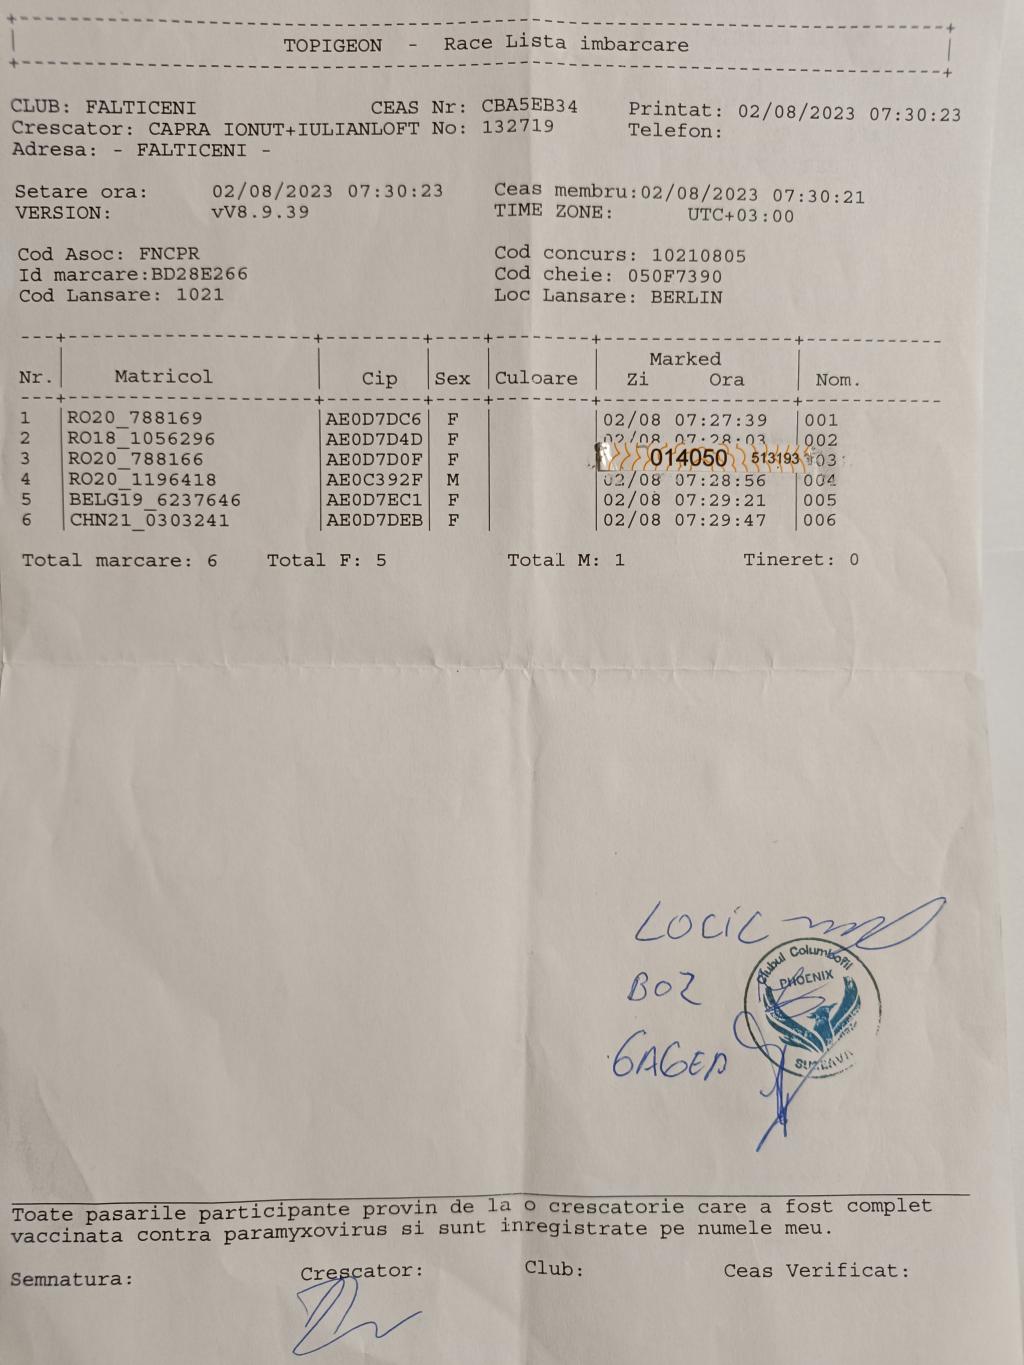 TOPIGEON - Race Lista imbarcare
CLUB: FALTICENI CEAS Nr: CBA5EB34 Printat: 02/08/2023 07:30:23
Crescator: CAPRA IONUT+IULIANLOFT No: 132719 Telefon:
Adresa: - FALTICENI -
Setare ora: 02/08/2023 07:30:23 Ceas membru:02/08/2023 07:30:21
VERSION: vV8.9.39 TIME ZONE: UTC+03:00
Cod Asoc: FNCPR Cod concurs: 10210805
Id marcare:BD28E266 Cod cheie: 050F7390
Cod Lansare: 1021 Loc Lansare: BERLIN
Marked
Nr. Matricol Cip Sex Culoare Zi Ora Nom.
1 RO20_788169 AE0D7DC6 F 02/08 07:27:39 001
2 RO18_1056296 AE0D7D4D F 02/08 07:28:03 002
3 RO20_788166 AE0D7D0F F 014050 513193 03
4 RO20_1196418 AE0C392F M 02/08 07:28:56 004
5 BELG19_6237646 AE0D7EC1 F 02/08 07:29:21 005
6 CHN21_0303241 AE0D7DEB F 02/08 07:29:47 006
Total marcare: 6 Total F: 5 Total M: 1 Tineret: 0
LOCIC
Clubul Columbofil
PHOENIX
BOZ
GAGEA
Toate pasarile participante provin de la o crescatorie care a fost complet
vaccinata contra paramyxovirus si sunt inregistrate pe numele meu.
Semnatura: Crescator: Club: Ceas Verificat: